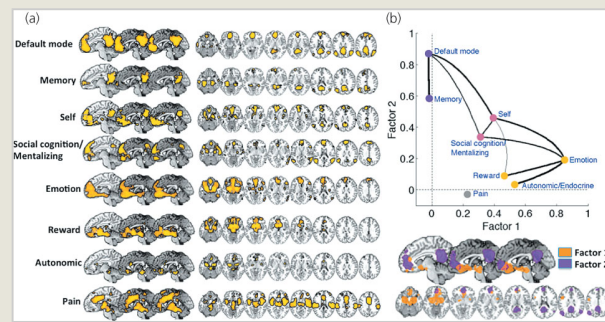 (a)
Default mode
Memory
Self
Social cognition/
Mentalizing
Emotion
Reward
Autonomic
Pain
(b)
1
0.8
0.6
0.4
0.2
0
Factor 2
Default mode
Memory
Self
Social cognition/
Mentalizing
Emotion
Reward
Autonomic/Endocrine
Pain
0 0.2 0.4 0.6 0.8 1
Factor 1
Factor 1
Factor 2